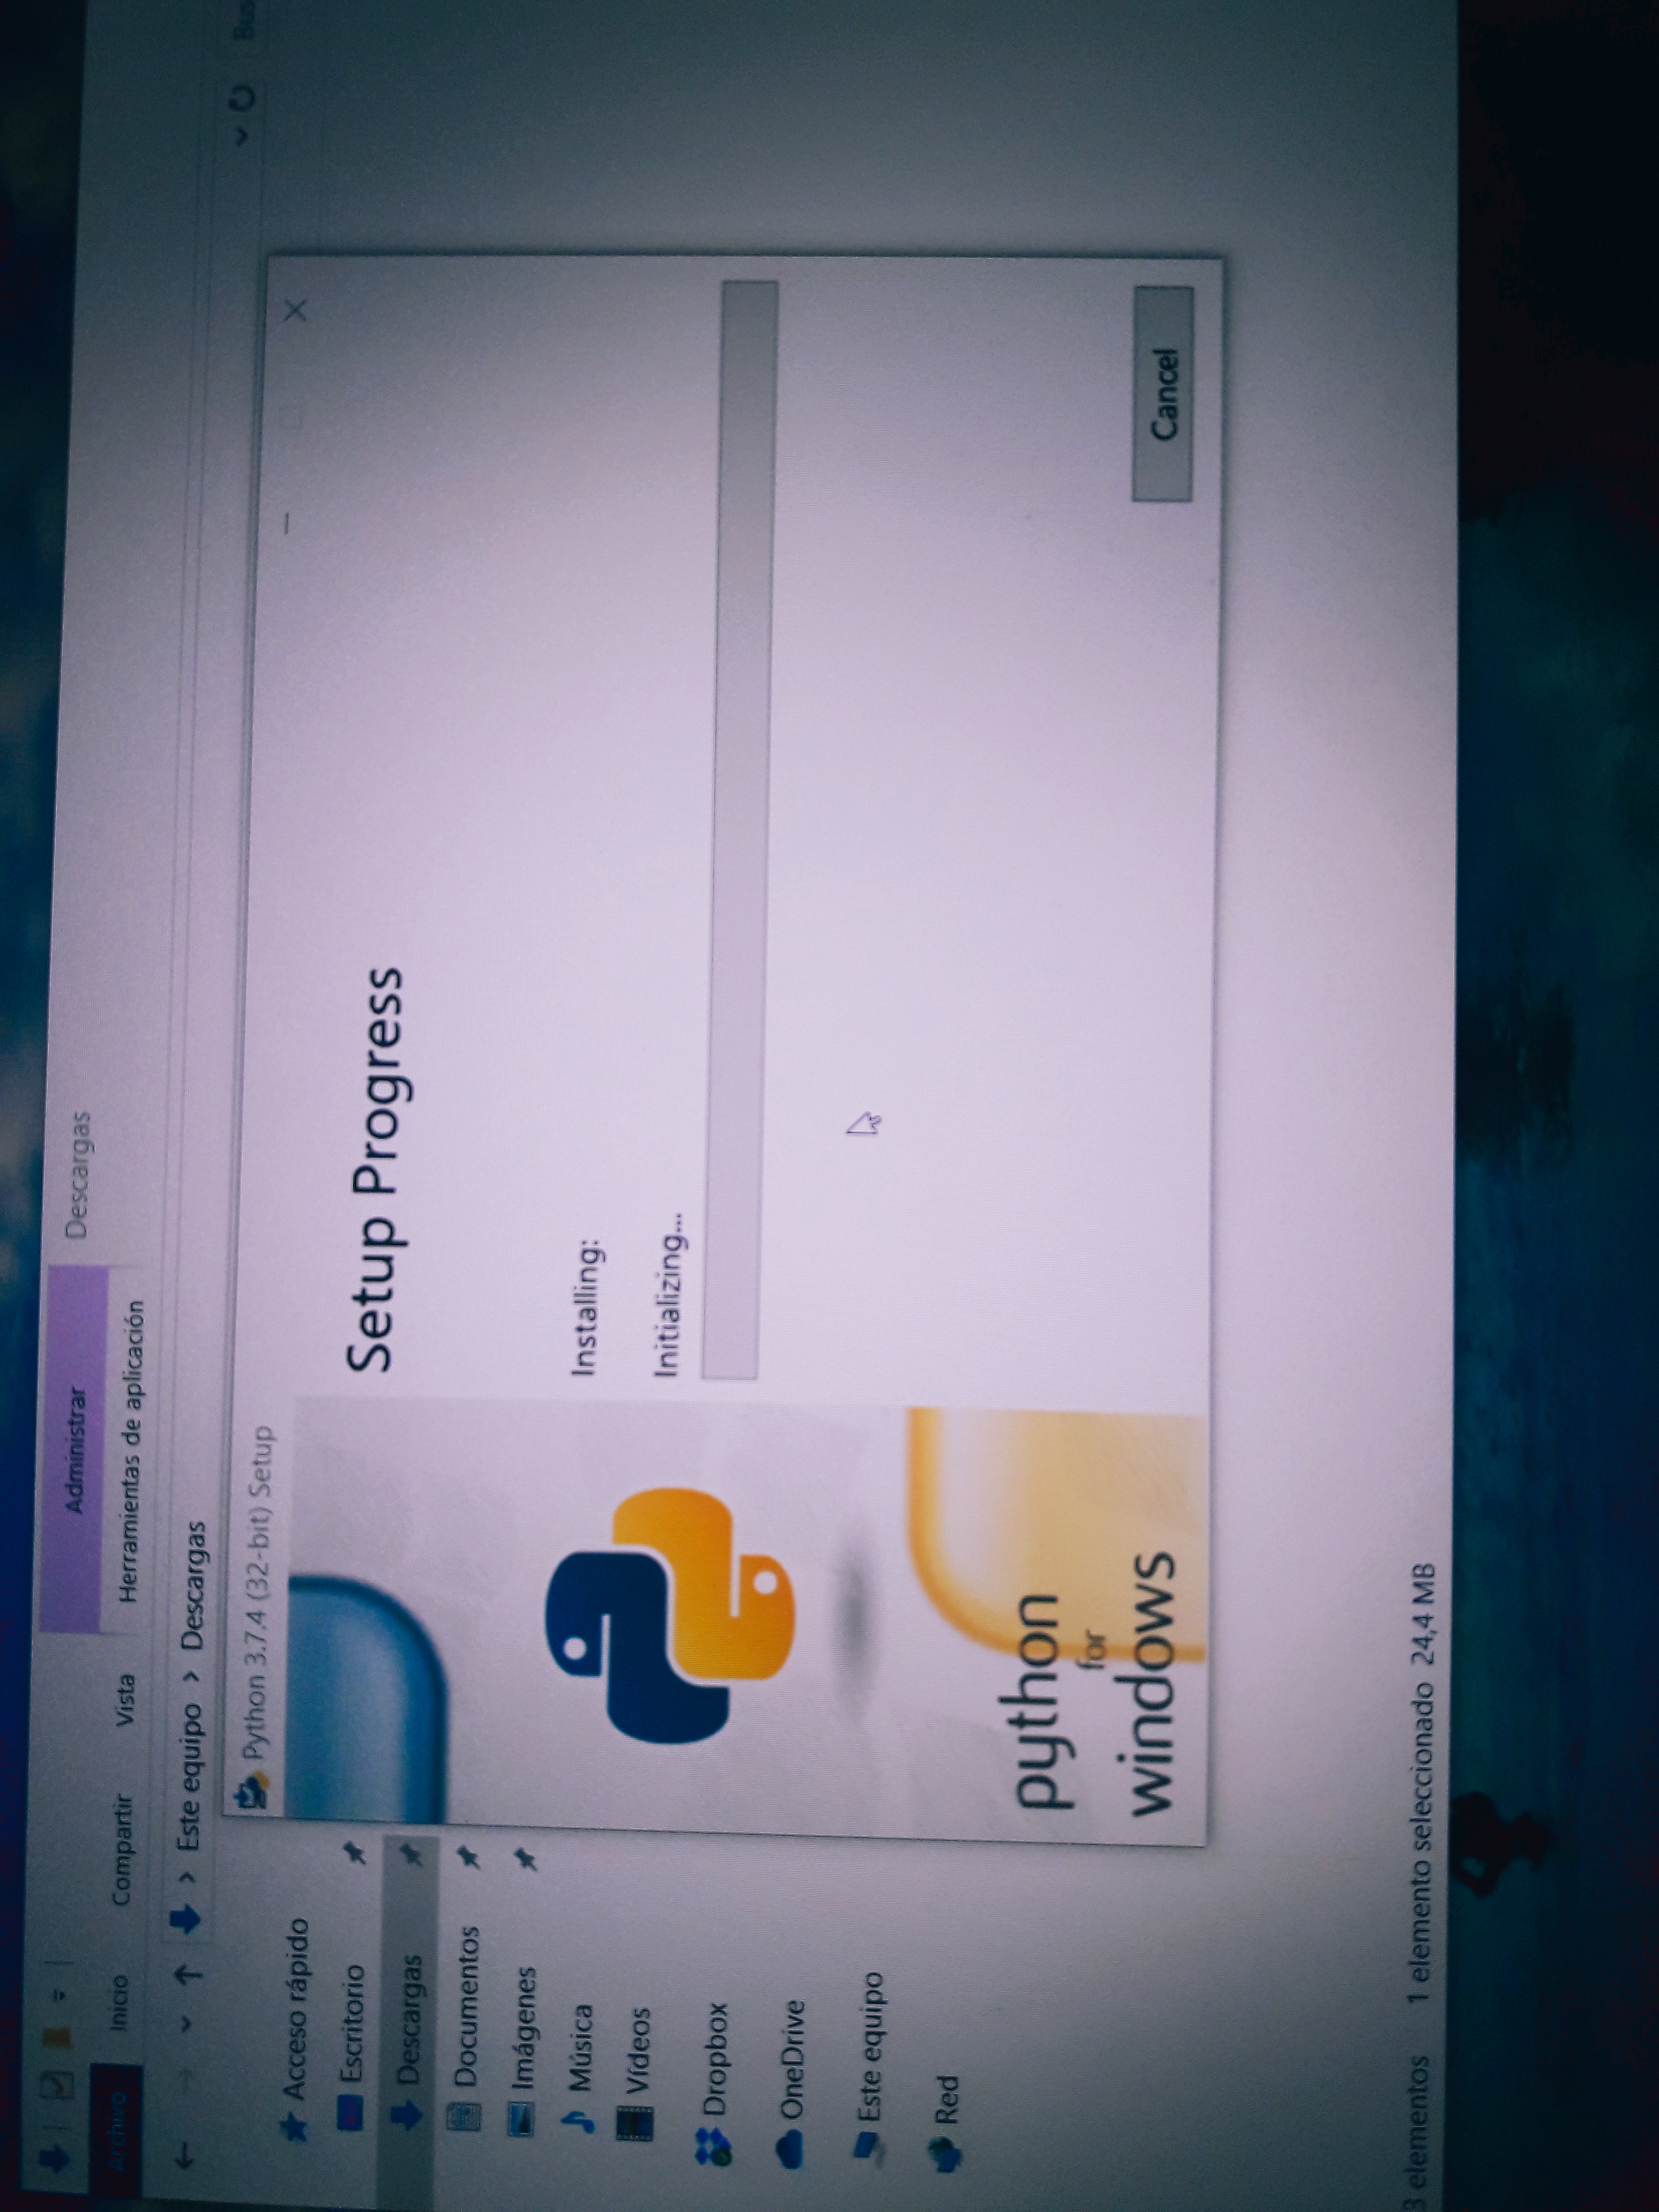 Administrar
Descargas
Archivo
Inicio
Compartir
Vista
Herramientas de aplicación
Este equipo
Descargas
Python 3.7.4 (32-bit) Setup
Acceso rápido
Escritorio
Descargas
Documentos
Imágenes
Música
Vídeos
Dropbox
OneDrive
Este equipo
Red
Setup Progress
Installing:
Initializing...
python
for
windows
Cancel
3 elementos
1 elemento seleccionado 24,4 MB